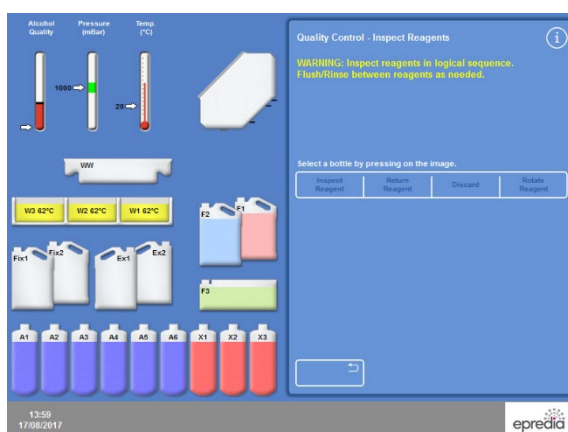 Alcohol
Quality
Pressure
(mBar)
Temp.
(°C)
1000
20
WW
W3 62°C
W2 62°C
W1 62°C
Fix1
Fix2
Ex1
Ex2
F2
F1
F3
A1
A2
A3
A4
A5
A6
X1
X2
X3
Quality Control - Inspect Reagents
i
WARNING: Inspect reagents in logical sequence.
Flush/Rinse between reagents as needed.
Select a bottle by pressing on the image.
Inspect
Reagent
Return
Reagent
Discard
Rotate
Reagent
13:59
17/08/2017
epredia